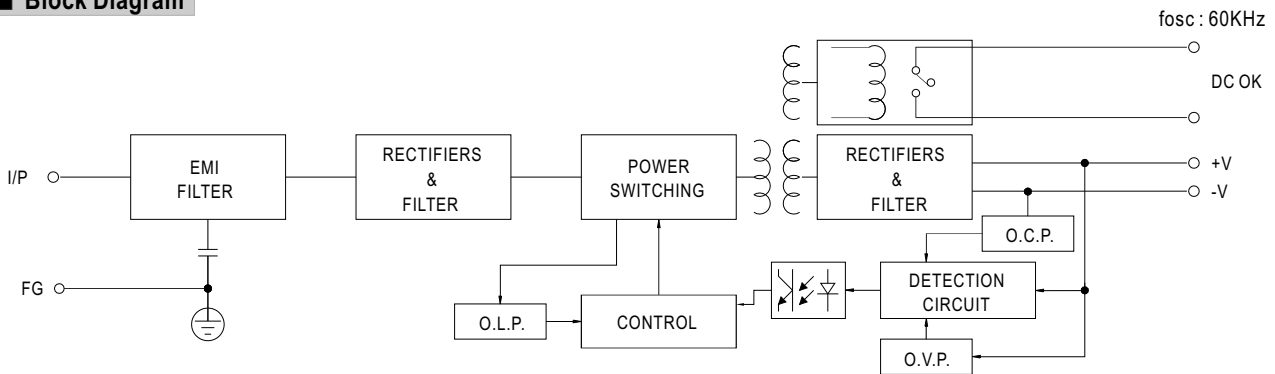 ■ Block Diagram
fosc : 60KHz
DC OK
I/P
EMI
FILTER
RECTIFIERS
&
FILTER
POWER
SWITCHING
RECTIFIERS
&
FILTER
+V
-V
O.C.P.
FG
O.L.P.
CONTROL
DETECTION
CIRCUIT
O.V.P.